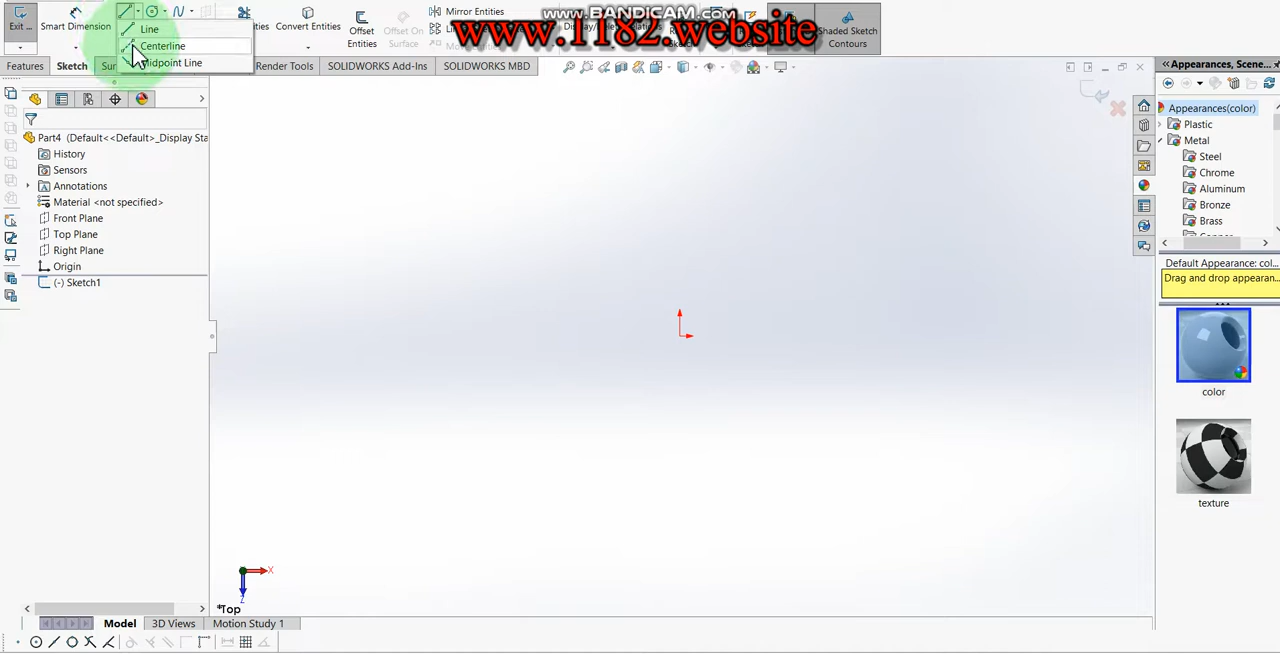 www.BANDICAM.com
www.1182.website
Exit ...
Smart Dimension
Line
Centerline
Midpoint Line
Convert Entities
Offset
Entities
Offset On
Surface
Mirror Entities
Shaded Sketch
Contours
Features
Sketch
Render Tools
SOLIDWORKS Add-Ins
SOLIDWORKS MBD
Part4 (Default<<Default>_Display Sta
History
Sensors
Annotations
Material <not specified>
Front Plane
Top Plane
Right Plane
Origin
(-) Sketch1
X
Z
*Top
Model
3D Views
Motion Study 1
Appearances, Scene...
Appearances(color)
Plastic
Metal
Steel
Chrome
Aluminum
Bronze
Brass
Default Appearance: col...
Drag and drop appearan...
color
texture